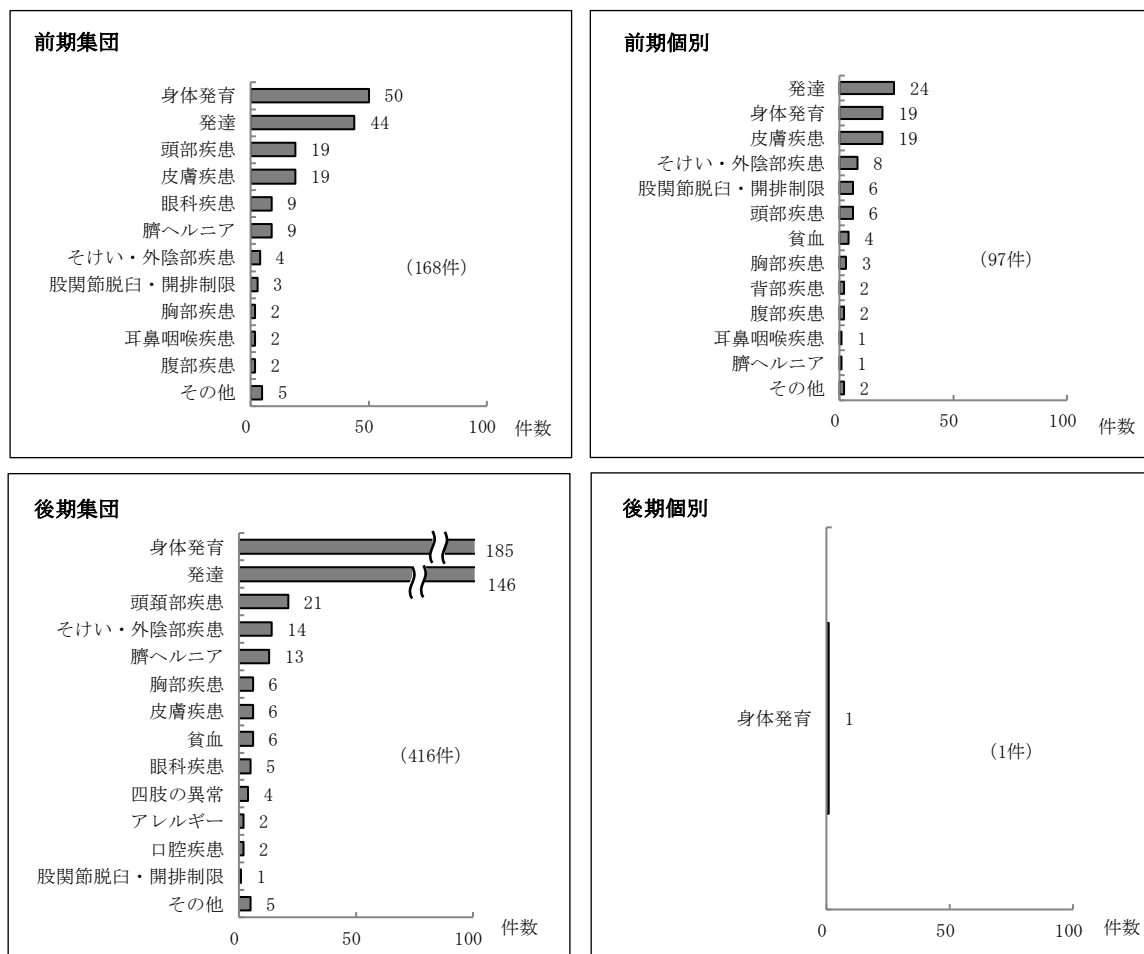 前期集団
身体発育 50
発達 44
頭部疾患 19
皮膚疾患 19
眼科疾患 9
臍ヘルニア 9
そけい・外陰部疾患 4
股関節脱臼・開排制限 3
胸部疾患 2
耳鼻咽喉疾患 2
腹部疾患 2
その他 5
(168件)
0 50 100 件数
前期個別
発達 24
身体発育 19
皮膚疾患 19
そけい・外陰部疾患 8
股関節脱臼・開排制限 6
頭部疾患 6
貧血 4
胸部疾患 3
背部疾患 2
腹部疾患 2
耳鼻咽喉疾患 1
臍ヘルニア 1
その他 2
(97件)
0 50 100 件数
後期集団
身体発育 185
発達 146
頭頚部疾患 21
そけい・外陰部疾患 14
臍ヘルニア 13
胸部疾患 6
皮膚疾患 6
貧血 6
眼科疾患 5
四肢の異常 4
アレルギー 2
口腔疾患 2
股関節脱臼・開排制限 1
その他 5
(416件)
0 50 100 件数
後期個別
身体発育 1
(1件)
0 50 100 件数